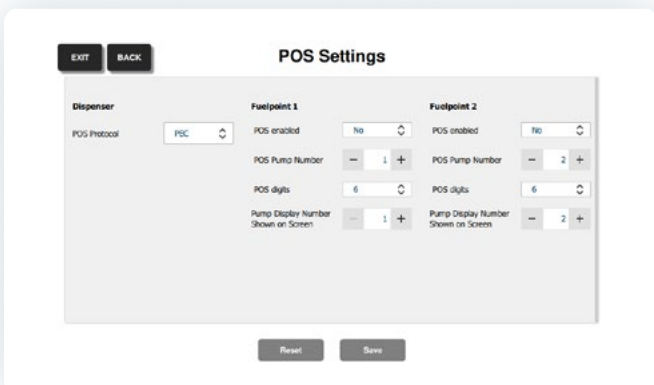 EXIT BACK POS Settings
Dispenser Fuelpoint 1 Fuelpoint 2
POS Protocol PEC POS enabled No POS enabled No
POS Pump Number − 1 + POS Pump Number − 2 +
POS digits 6 POS digits 6
Pump Display Number
Shown on Screen − 1 + Pump Display Number
Shown on Screen − 2 +
Reset Save